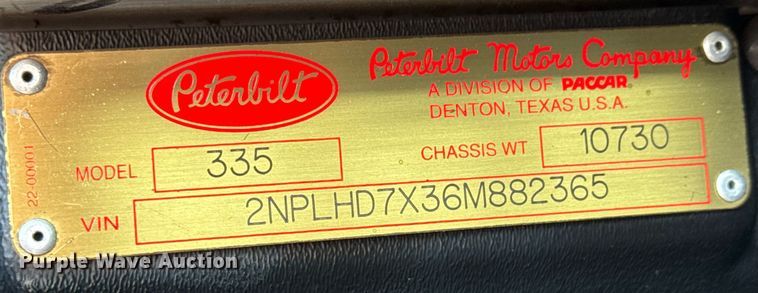 Peterbilt
Peterbilt Motors Company
A DIVISION OF PACCAR
DENTON, TEXAS U.S.A.
MODEL 335
CHASSIS WT 10730
22-00001
VIN 2NPLHD7X36M882365
Purple Wave Auction